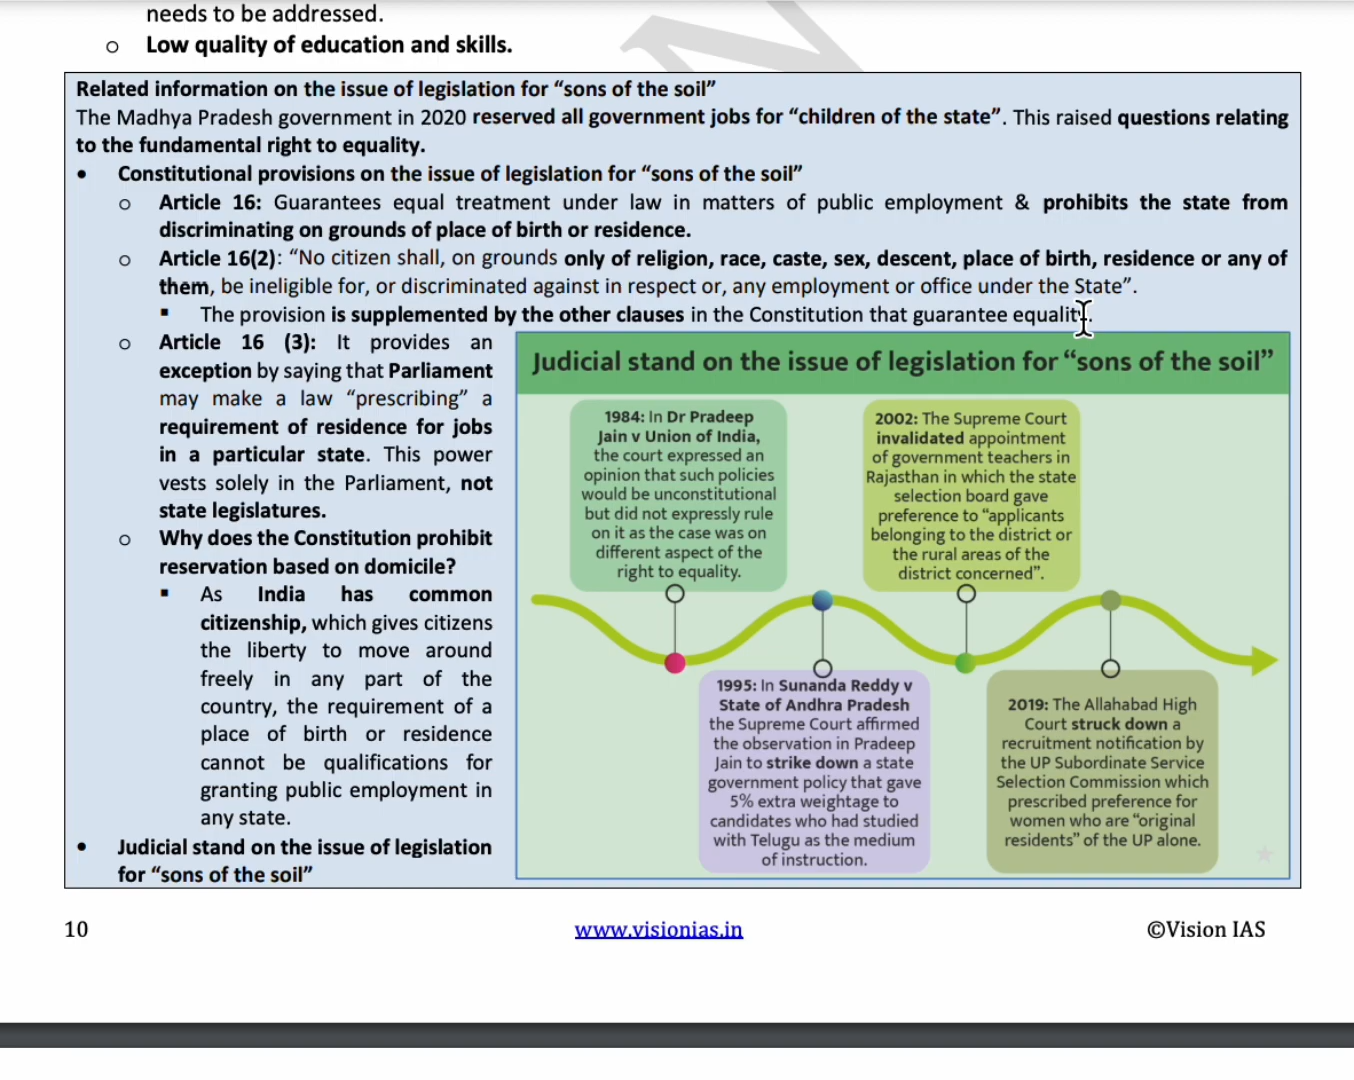 needs to be addressed.
o Low quality of education and skills.
Related information on the issue of legislation for “sons of the soil”
The Madhya Pradesh government in 2020 reserved all government jobs for “children of the state”. This raised questions relating
to the fundamental right to equality.
• Constitutional provisions on the issue of legislation for “sons of the soil”
o Article 16: Guarantees equal treatment under law in matters of public employment & prohibits the state from
discriminating on grounds of place of birth or residence.
o Article 16(2): “No citizen shall, on grounds only of religion, race, caste, sex, descent, place of birth, residence or any of
them, be ineligible for, or discriminated against in respect or, any employment or office under the State”.
▪ The provision is supplemented by the other clauses in the Constitution that guarantee equality.
o Article 16 (3): It provides an
exception by saying that Parliament
may make a law “prescribing” a
requirement of residence for jobs
in a particular state. This power
vests solely in the Parliament, not
state legislatures.
o Why does the Constitution prohibit
reservation based on domicile?
▪ As India has common
citizenship, which gives citizens
the liberty to move around
freely in any part of the
country, the requirement of a
place of birth or residence
cannot be qualifications for
granting public employment in
any state.
• Judicial stand on the issue of legislation
for “sons of the soil”
Judicial stand on the issue of legislation for “sons of the soil”
1984: In Dr Pradeep
Jain v Union of India,
the court expressed an
opinion that such policies
would be unconstitutional
but did not expressly rule
on it as the case was on
different aspect of the
right to equality.
1995: In Sunanda Reddy v
State of Andhra Pradesh
the Supreme Court affirmed
the observation in Pradeep
Jain to strike down a state
government policy that gave
5% extra weightage to
candidates who had studied
with Telugu as the medium
of instruction.
2002: The Supreme Court
invalidated appointment
of government teachers in
Rajasthan in which the state
selection board gave
preference to “applicants
belonging to the district or
the rural areas of the
district concerned”.
2019: The Allahabad High
Court struck down a
recruitment notification by
the UP Subordinate Service
Selection Commission which
prescribed preference for
women who are “original
residents” of the UP alone.
10
www.visionias.in
©Vision IAS